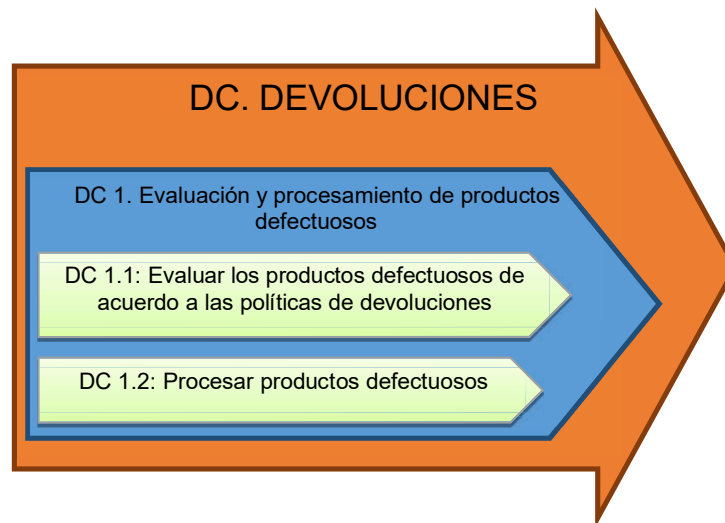 DC. DEVOLUCIONES
DC 1. Evaluación y procesamiento de productos
defectuosos
DC 1.1: Evaluar los productos defectuosos de
acuerdo a las políticas de devoluciones
DC 1.2: Procesar productos defectuosos